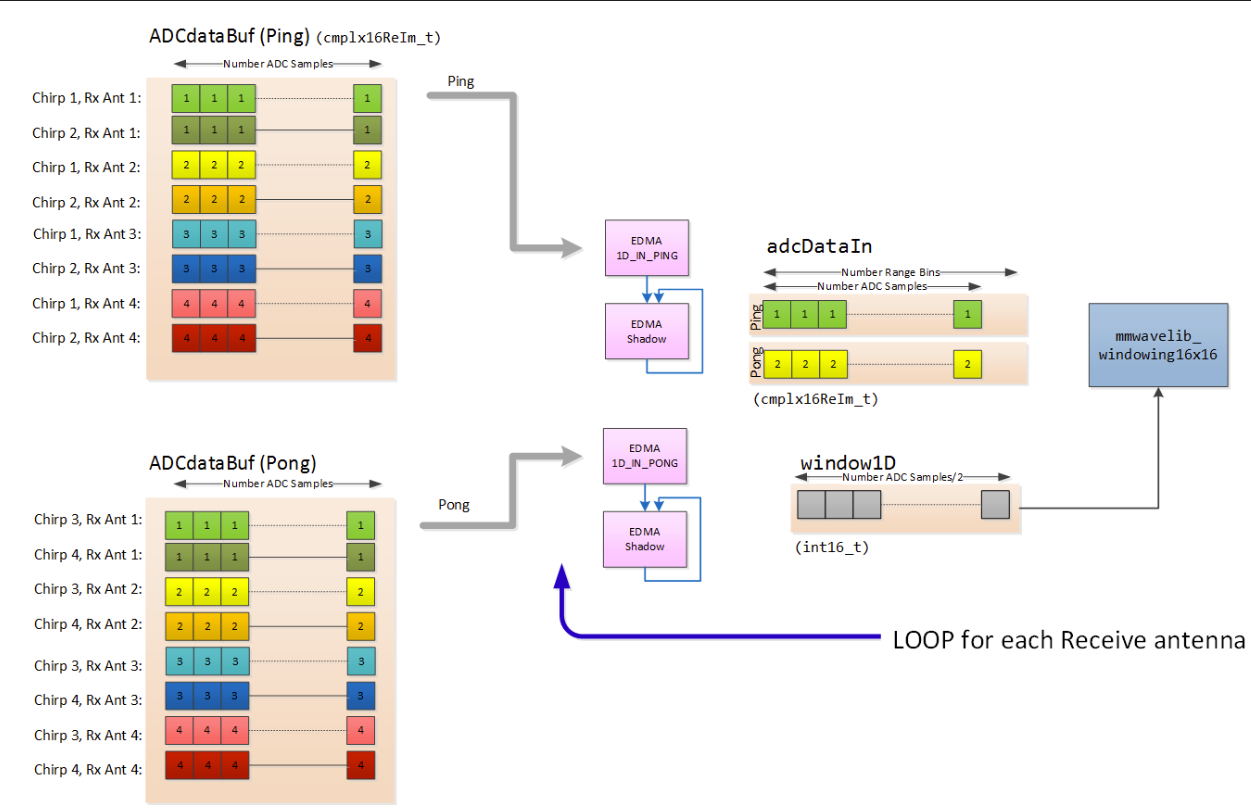 ADCdataBuf (Ping) (cmplx16ReIm_t)
Number ADC Samples
Chirp 1, Rx Ant 1: 1 1 1 1
Chirp 2, Rx Ant 1: 1 1 1 1
Chirp 1, Rx Ant 2: 2 2 2 2
Chirp 2, Rx Ant 2: 2 2 2 2
Chirp 1, Rx Ant 3: 3 3 3 3
Chirp 2, Rx Ant 3: 3 3 3 3
Chirp 1, Rx Ant 4: 4 4 4 4
Chirp 2, Rx Ant 4: 4 4 4 4
Ping
EDMA
1D_IN_PING
EDMA
Shadow
adcDataIn
Number Range Bins
Number ADC Samples
Ping 1 1 1 1
Pong 2 2 2 2
(cmplx16ReIm_t)
mmwavelib_
windowing16x16
ADCdataBuf (Pong)
Number ADC Samples
Chirp 3, Rx Ant 1: 1 1 1 1
Chirp 4, Rx Ant 1: 1 1 1 1
Chirp 3, Rx Ant 2: 2 2 2 2
Chirp 4, Rx Ant 2: 2 2 2 2
Chirp 3, Rx Ant 3: 3 3 3 3
Chirp 4, Rx Ant 3: 3 3 3 3
Chirp 3, Rx Ant 4: 4 4 4 4
Chirp 4, Rx Ant 4: 4 4 4 4
Pong
EDMA
1D_IN_PONG
EDMA
Shadow
window1D
Number ADC Samples/2
(int16_t)
LOOP for each Receive antenna